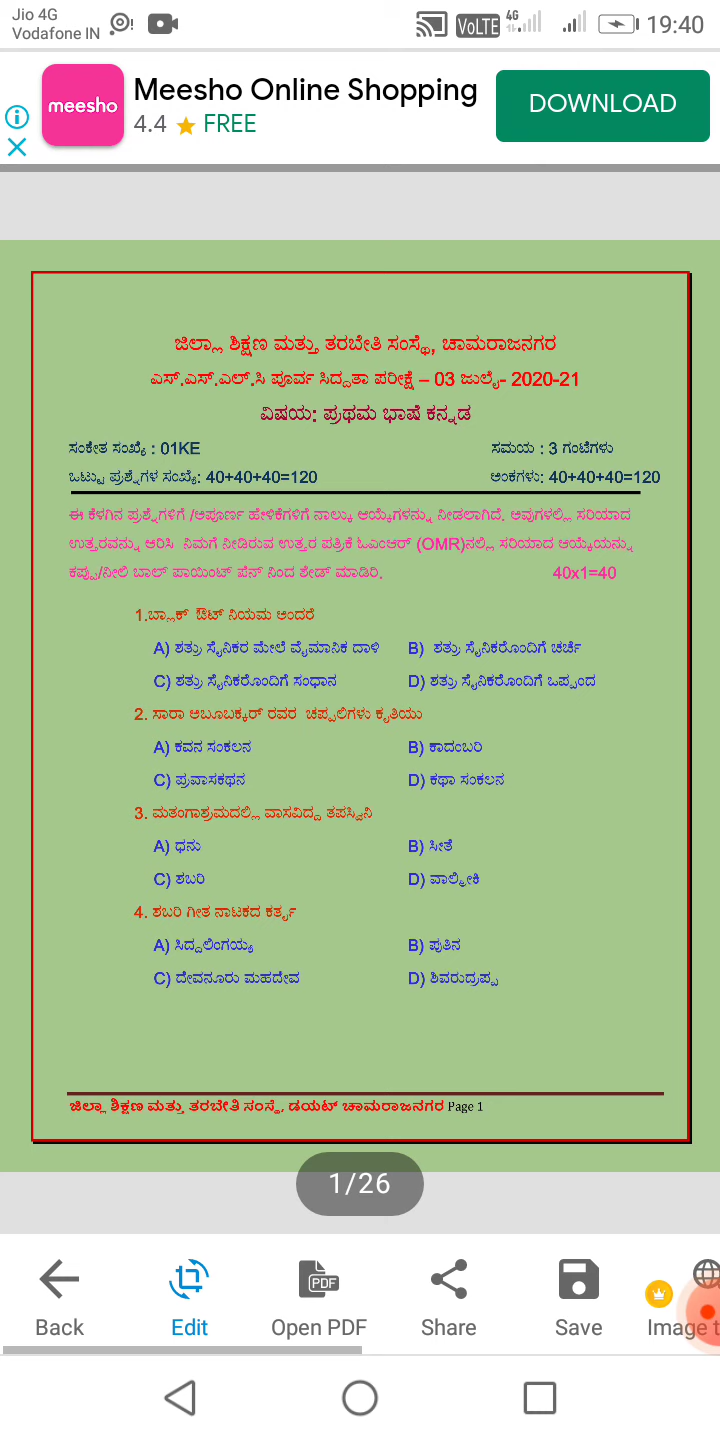 Jio 4G
Vodafone IN
VoLTE 4G 19:40
meesho Meesho Online Shopping
4.4 FREE
DOWNLOAD
ಜಿಲ್ಲಾ ಶಿಕ್ಷಣ ಮತ್ತು ತರಬೇತಿ ಸಂಸ್ಥೆ, ಚಾಮರಾಜನಗರ
ಎಸ್.ಎಸ್.ಎಲ್.ಸಿ ಪೂರ್ವ ಸಿದ್ದತಾ ಪರೀಕ್ಷೆ – 03 ಜುಲೈ- 2020-21
ವಿಷಯ: ಪ್ರಥಮ ಭಾಷೆ ಕನ್ನಡ
ಸಂಕೇತ ಸಂಖ್ಯೆ : 01KE ಸಮಯ : 3 ಗಂಟೆಗಳು
ಒಟ್ಟು ಪ್ರಶ್ನೆಗಳ ಸಂಖ್ಯೆ: 40+40+40=120 ಅಂಕಗಳು: 40+40+40=120
ಈ ಕೆಳಗಿನ ಪ್ರಶ್ನೆಗಳಿಗೆ /ಅಪೂರ್ಣ ಹೇಳಿಕೆಗಳಿಗೆ ನಾಲ್ಕು ಆಯ್ಕೆಗಳನ್ನು ನೀಡಲಾಗಿದೆ. ಅವುಗಳಲ್ಲಿ ಸರಿಯಾದ
ಉತ್ತರವನ್ನು ಆರಿಸಿ ನಿಮಗೆ ನೀಡಿರುವ ಉತ್ತರ ಪತ್ರಿಕೆ ಓಎಂಆರ್ (OMR)ನಲ್ಲಿ ಸರಿಯಾದ ಆಯ್ಕೆಯನ್ನು
ಕಪ್ಪು/ನೀಲಿ ಬಾಲ್ ಪಾಯಿಂಟ್ ಪೆನ್ ನಿಂದ ಶೇಡ್ ಮಾಡಿರಿ. 40x1=40
1.ಬ್ಲಾಕ್ ಔಟ್ ನಿಯಮ ಅಂದರೆ
A) ಶತ್ರು ಸೈನಿಕರ ಮೇಲೆ ವೈಮಾನಿಕ ದಾಳಿ B) ಶತ್ರು ಸೈನಿಕರೊಂದಿಗೆ ಚರ್ಚೆ
C) ಶತ್ರು ಸೈನಿಕರೊಂದಿಗೆ ಸಂಧಾನ D) ಶತ್ರು ಸೈನಿಕರೊಂದಿಗೆ ಒಪ್ಪಂದ
2. ಸಾರಾ ಅಬೂಬಕ್ಕರ್ ರವರ ಚಪ್ಪಲಿಗಳು ಕೃತಿಯು
A) ಕವನ ಸಂಕಲನ B) ಕಾದಂಬರಿ
C) ಪ್ರವಾಸಕಥನ D) ಕಥಾ ಸಂಕಲನ
3. ಮತಂಗಾಶ್ರಮದಲ್ಲಿ ವಾಸವಿದ್ದ ತಪಸ್ವಿನಿ
A) ಧನು B) ಸೀತೆ
C) ಶಬರಿ D) ವಾಲ್ಮೀಕಿ
4. ಶಬರಿ ಗೀತ ನಾಟಕದ ಕರ್ತೃ
A) ಸಿದ್ದಲಿಂಗಯ್ಯ B) ಪುತಿನ
C) ದೇವನೂರು ಮಹದೇವ D) ಶಿವರುದ್ರಪ್ಪ
ಜಿಲ್ಲಾ ಶಿಕ್ಷಣ ಮತ್ತು ತರಬೇತಿ ಸಂಸ್ಥೆ, ಡಯಟ್ ಚಾಮರಾಜನಗರ Page 1
1/26
PDF
Back Edit Open PDF Share Save Image t